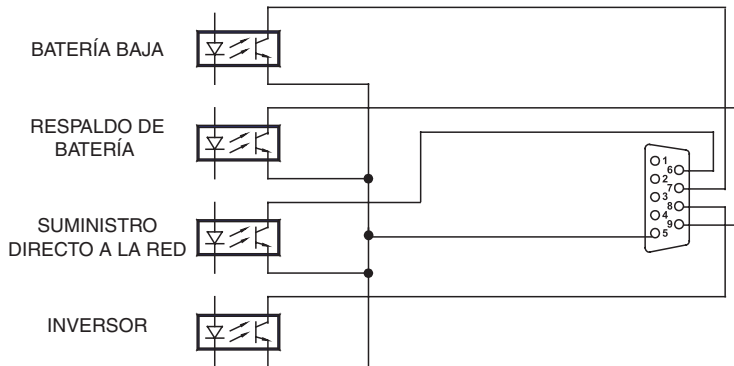 BATERÍA BAJA
RESPALDO DE
BATERÍA
SUMINISTRO
DIRECTO A LA RED
INVERSOR
1
6
2
7
3
8
4
9
5